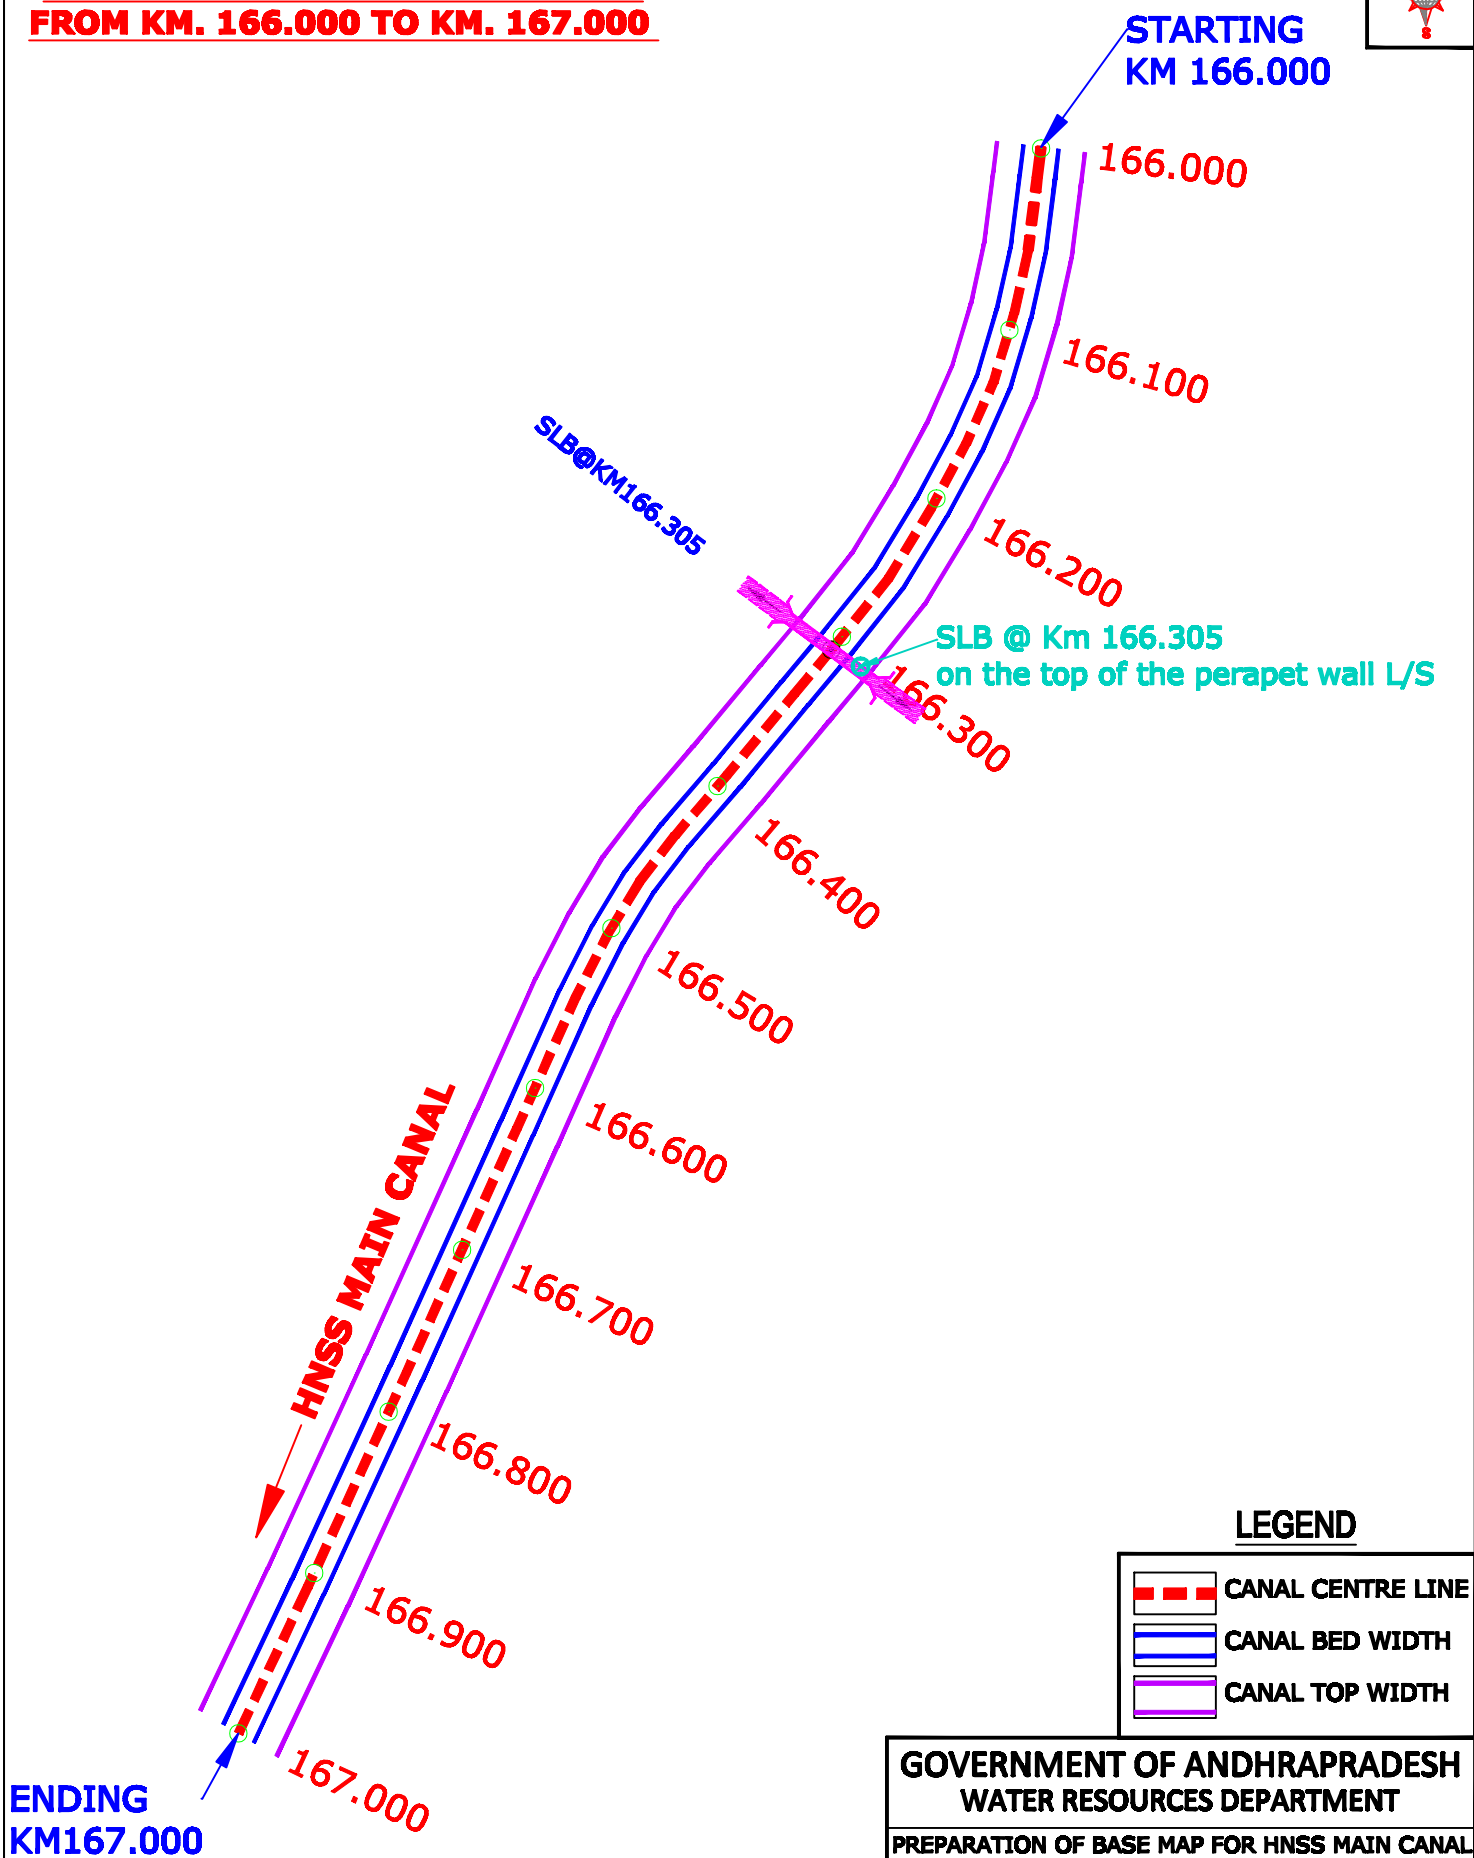 FROM KM. 166.000 TO KM. 167.000
S
STARTING
KM 166.000
166.000
166.100
SLB@KM166.305
166.200
SLB @ Km 166.305
on the top of the perapet wall L/S
166.300
166.400
166.500
166.600
HNSS MAIN CANAL
166.700
166.800
166.900
167.000
ENDING
KM167.000
LEGEND
CANAL CENTRE LINE
CANAL BED WIDTH
CANAL TOP WIDTH
GOVERNMENT OF ANDHRAPRADESH
WATER RESOURCES DEPARTMENT
PREPARATION OF BASE MAP FOR HNSS MAIN CANAL